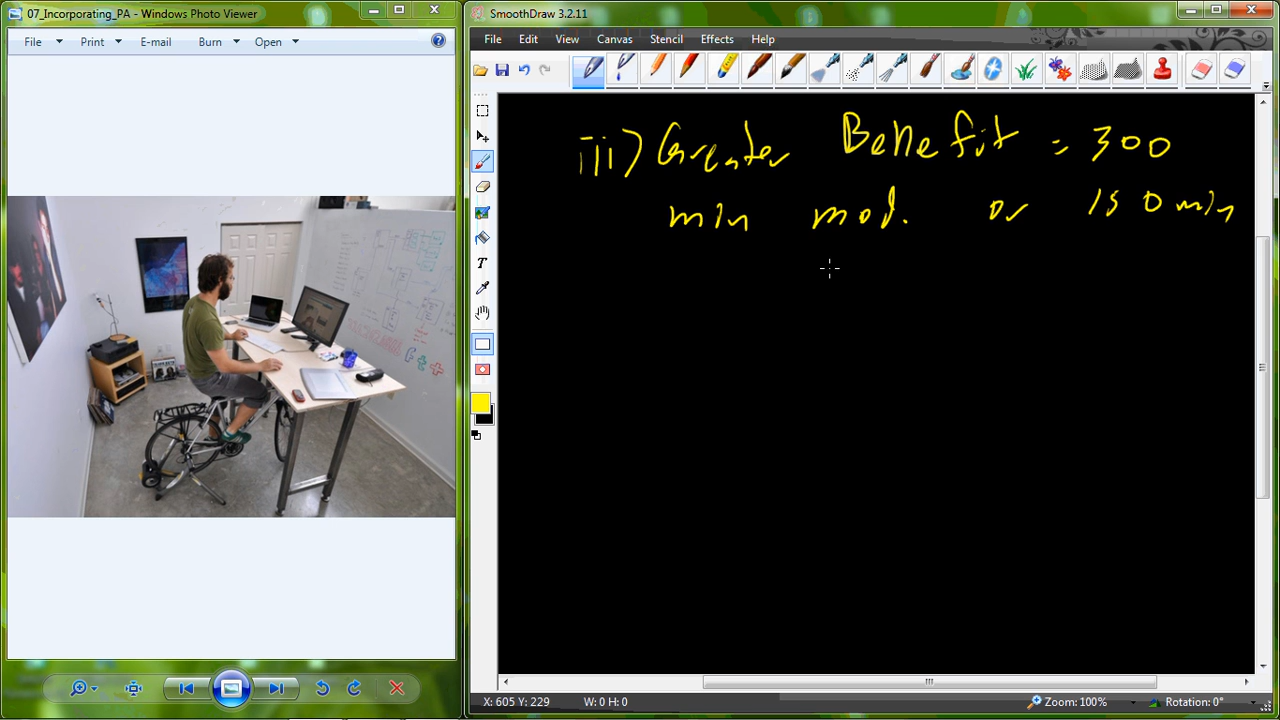 07_Incorporating_PA - Windows Photo Viewer
File Print E-mail Burn Open
SmoothDraw 3.2.11
File Edit View Canvas Stencil Effects Help
iii) Greater Benefit = 300
min mod. or 150 min
X: 605 Y: 229 W: 0 H: 0 Zoom: 100% Rotation: 0°